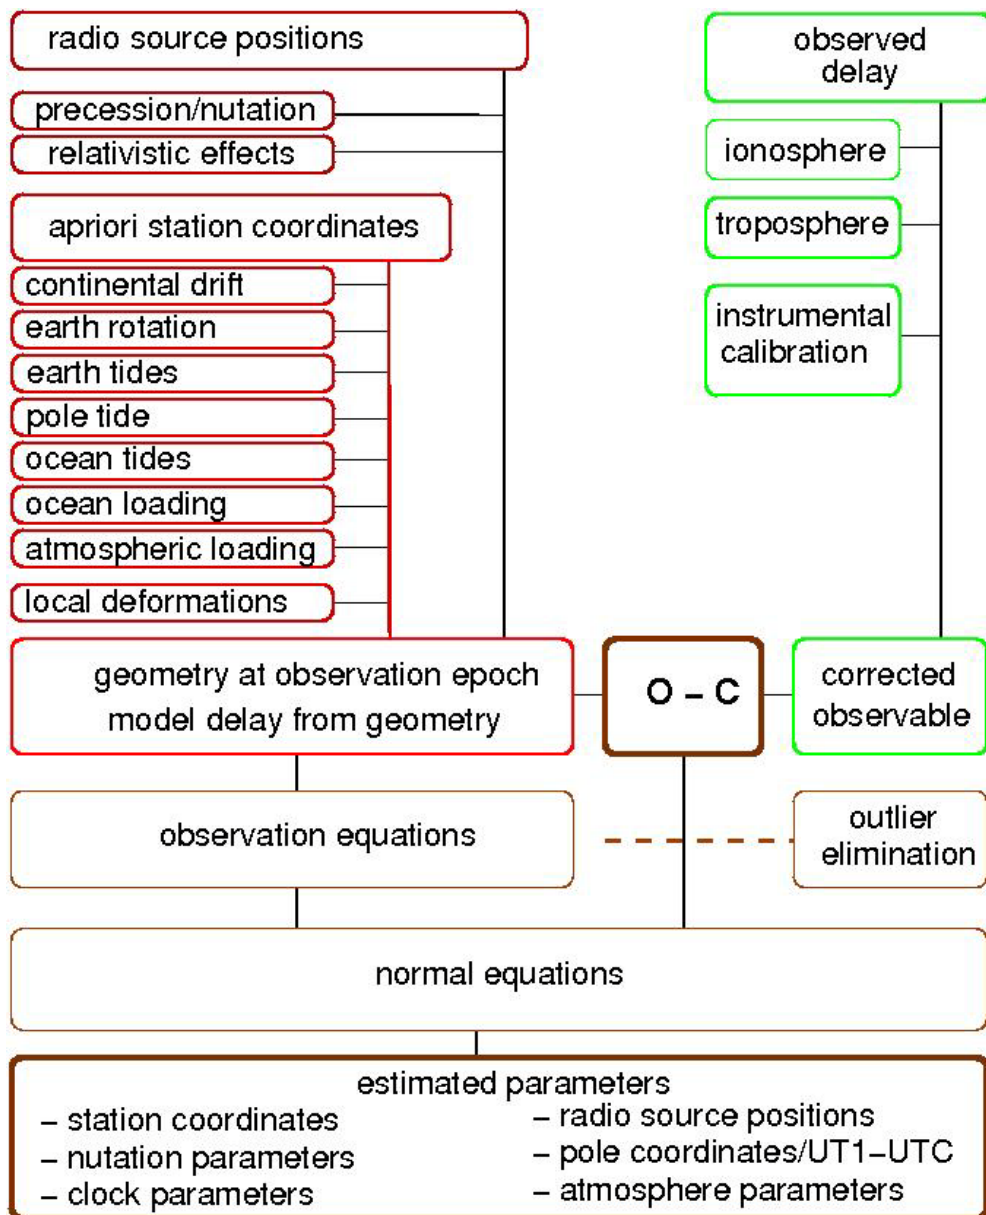 radio source positions
precession/nutation
relativistic effects
apriori station coordinates
continental drift
earth rotation
earth tides
pole tide
ocean tides
ocean loading
atmospheric loading
local deformations
observed
delay
ionosphere
troposphere
instrumental
calibration
geometry at observation epoch
model delay from geometry
O – C
corrected
observable
observation equations
outlier
elimination
normal equations
estimated parameters
– station coordinates
– nutation parameters
– clock parameters
– radio source positions
– pole coordinates/UT1–UTC
– atmosphere parameters